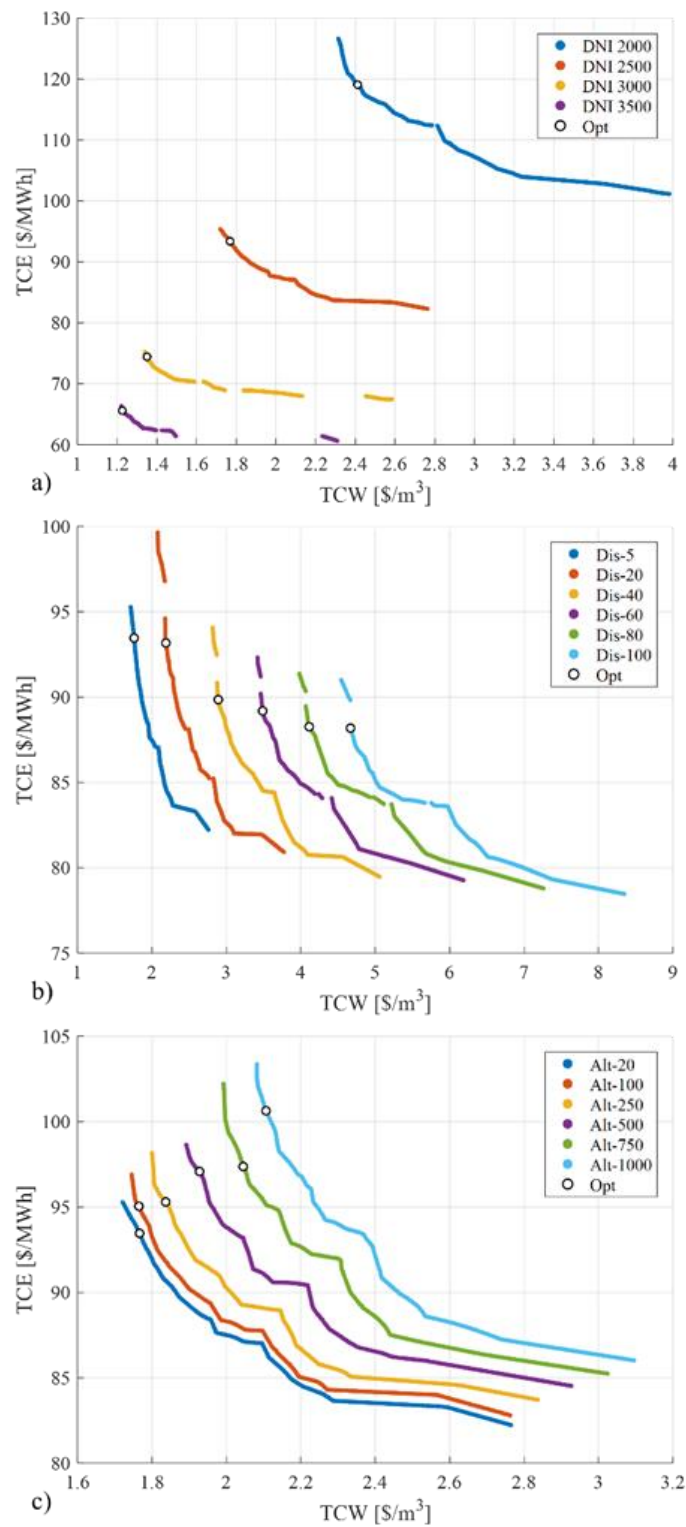 130
120
110
100
90
80
70
60
TCE [$/MWh]
DNI 2000
DNI 2500
DNI 3000
DNI 3500
Opt
1 1.2 1.4 1.6 1.8 2 2.2 2.4 2.6 2.8 3 3.2 3.4 3.6 3.8 4
TCW [$/m³]
a)
100
95
90
85
80
75
TCE [$/MWh]
Dis-5
Dis-20
Dis-40
Dis-60
Dis-80
Dis-100
Opt
1 2 3 4 5 6 7 8 9
TCW [$/m³]
b)
105
100
95
90
85
80
TCE [$/MWh]
Alt-20
Alt-100
Alt-250
Alt-500
Alt-750
Alt-1000
Opt
1.6 1.8 2 2.2 2.4 2.6 2.8 3 3.2
TCW [$/m³]
c)